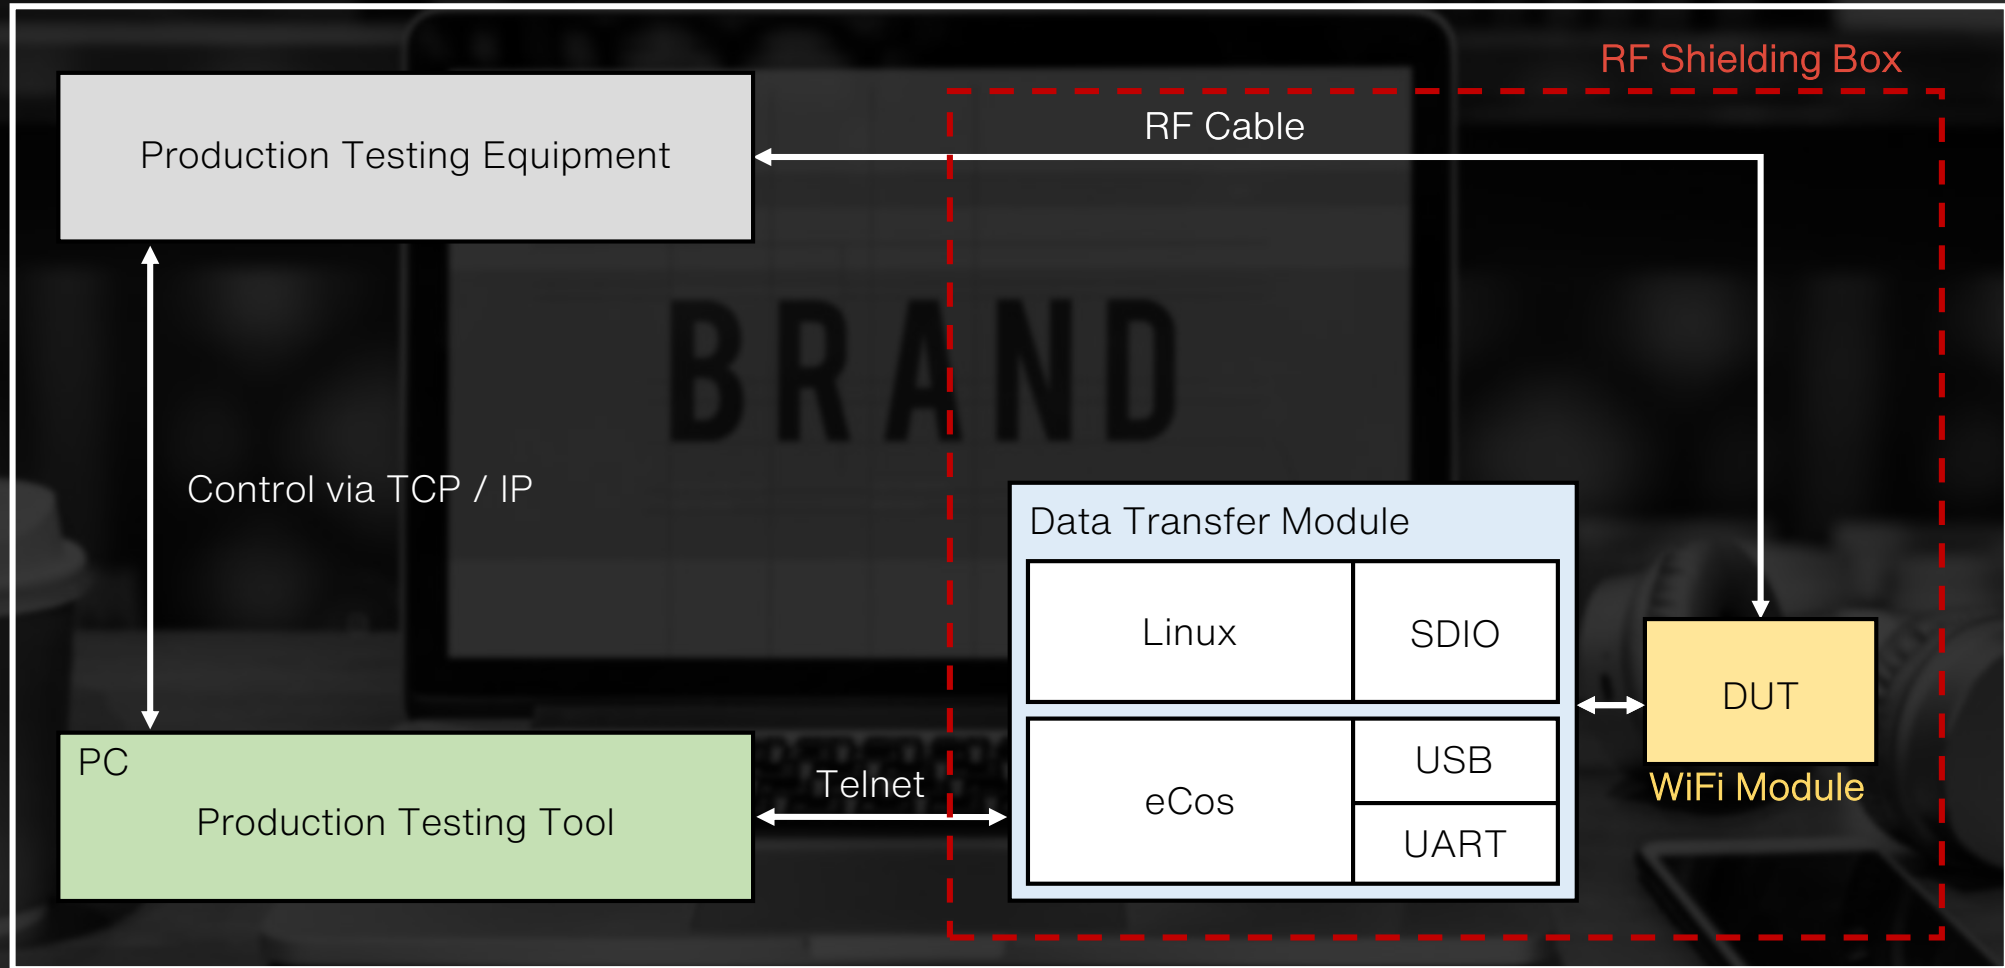 RF Shielding Box
RF Cable
Production Testing Equipment
BRAND
Control via TCP / IP
Data Transfer Module
Linux
SDIO
DUT
PC
USB
Telnet
WiFi Module
eCos
Production Testing Tool
UART